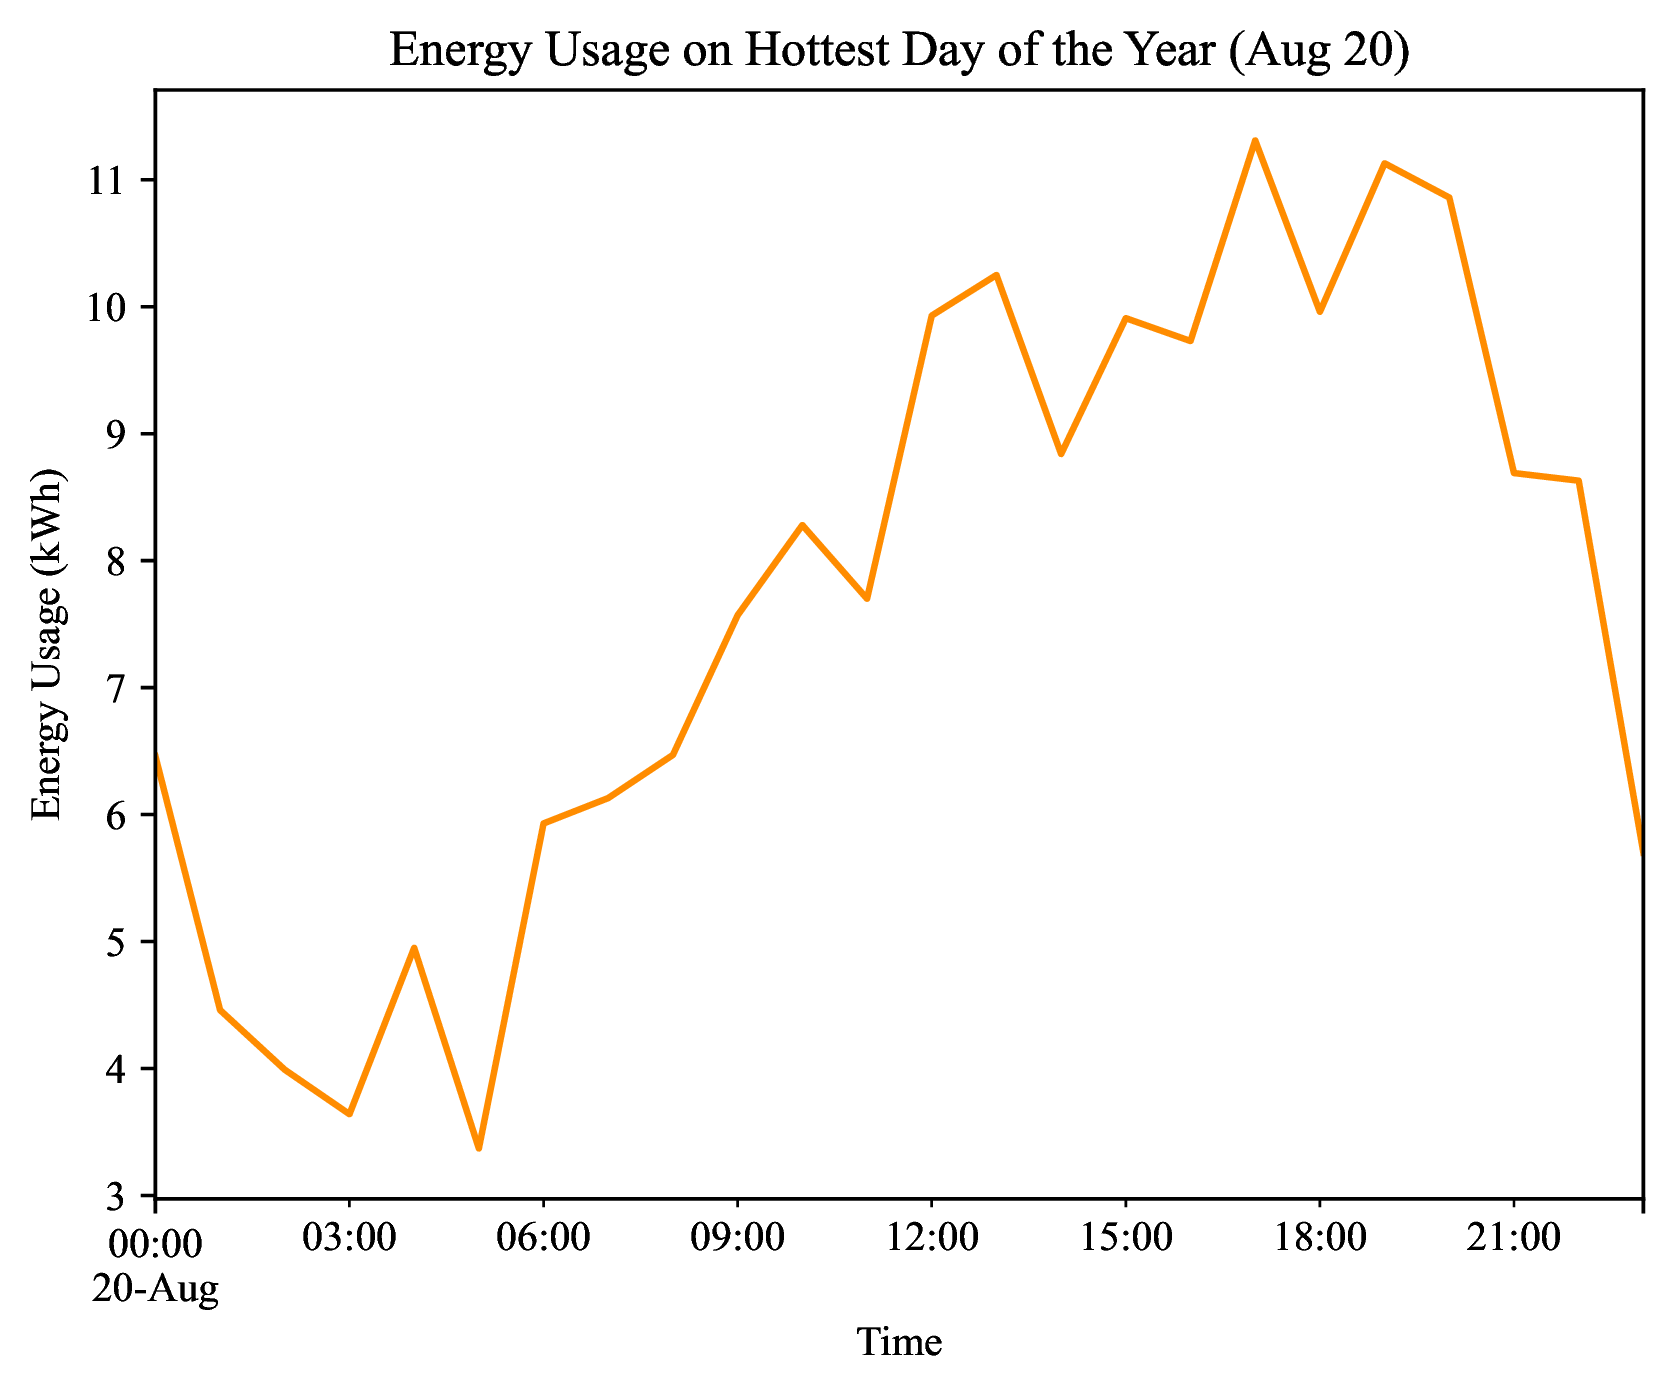 Energy Usage on Hottest Day of the Year (Aug 20)
Energy Usage (kWh)
11
10
9
8
7
6
5
4
3
00:00 03:00 06:00 09:00 12:00 15:00 18:00 21:00
20-Aug
Time